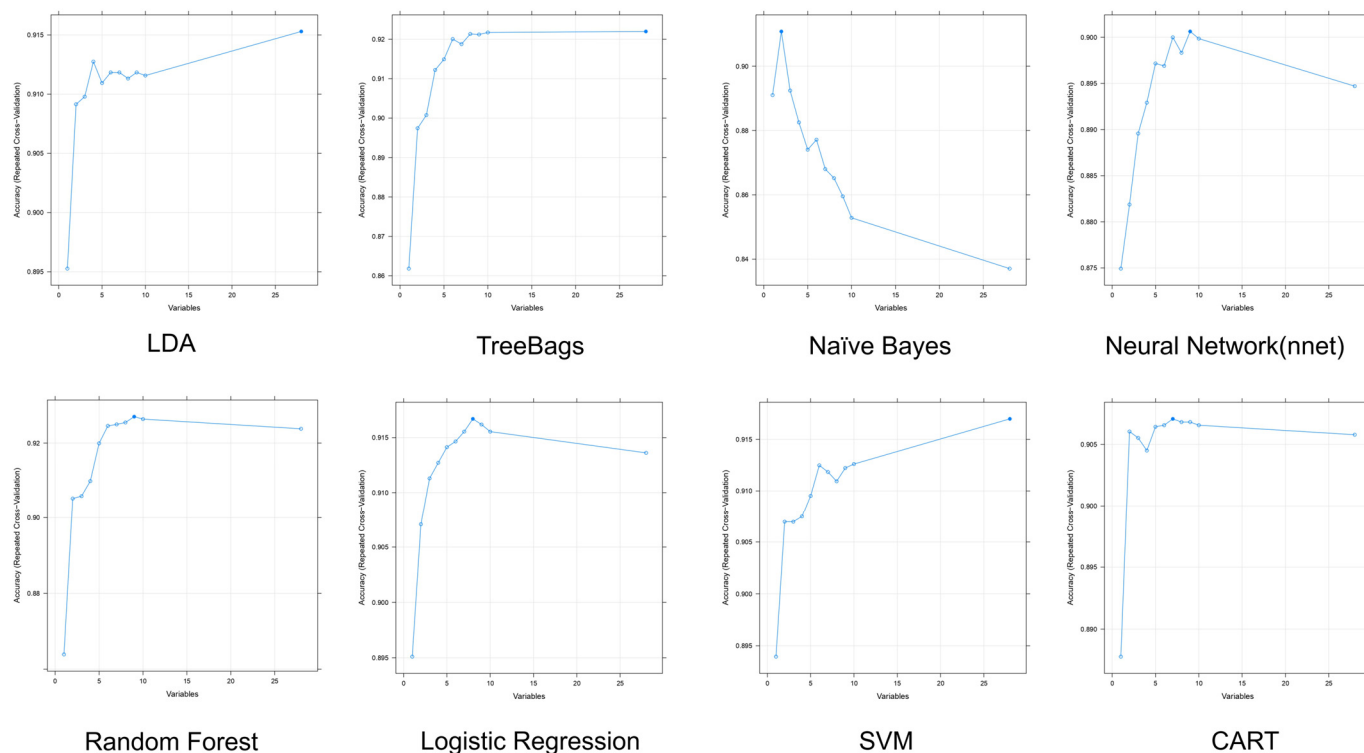 0.915
0.910
0.905
0.900
0.895
Accuracy (Repeated Cross−Validation)
0 5 10 15 20 25
Variables
LDA
0.92
0.91
0.90
0.89
0.88
0.87
0.86
Accuracy (Repeated Cross−Validation)
0 5 10 15 20 25
Variables
TreeBags
0.90
0.88
0.86
0.84
Accuracy (Repeated Cross−Validation)
0 5 10 15 20 25
Variables
Naïve Bayes
0.900
0.895
0.890
0.885
0.880
0.875
Accuracy (Repeated Cross−Validation)
0 5 10 15 20 25
Variables
Neural Network(nnet)
0.92
0.90
0.88
Accuracy (Repeated Cross−Validation)
0 5 10 15 20 25
Variables
Random Forest
0.915
0.910
0.905
0.900
0.895
Accuracy (Repeated Cross−Validation)
0 5 10 15 20 25
Variables
Logistic Regression
0.915
0.910
0.905
0.900
0.895
Accuracy (Repeated Cross−Validation)
0 5 10 15 20 25
Variables
SVM
0.905
0.900
0.895
0.890
Accuracy (Repeated Cross−Validation)
0 5 10 15 20 25
Variables
CART